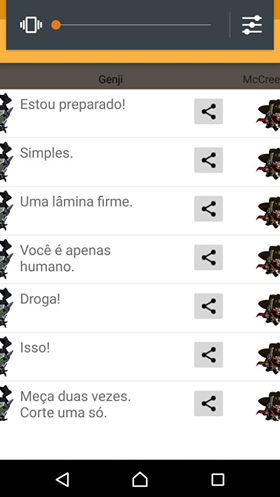 Genji
McCree
Estou preparado!
Simples.
Uma lâmina firme.
Você é apenas
humano.
Droga!
Isso!
Meça duas vezes.
Corte uma só.